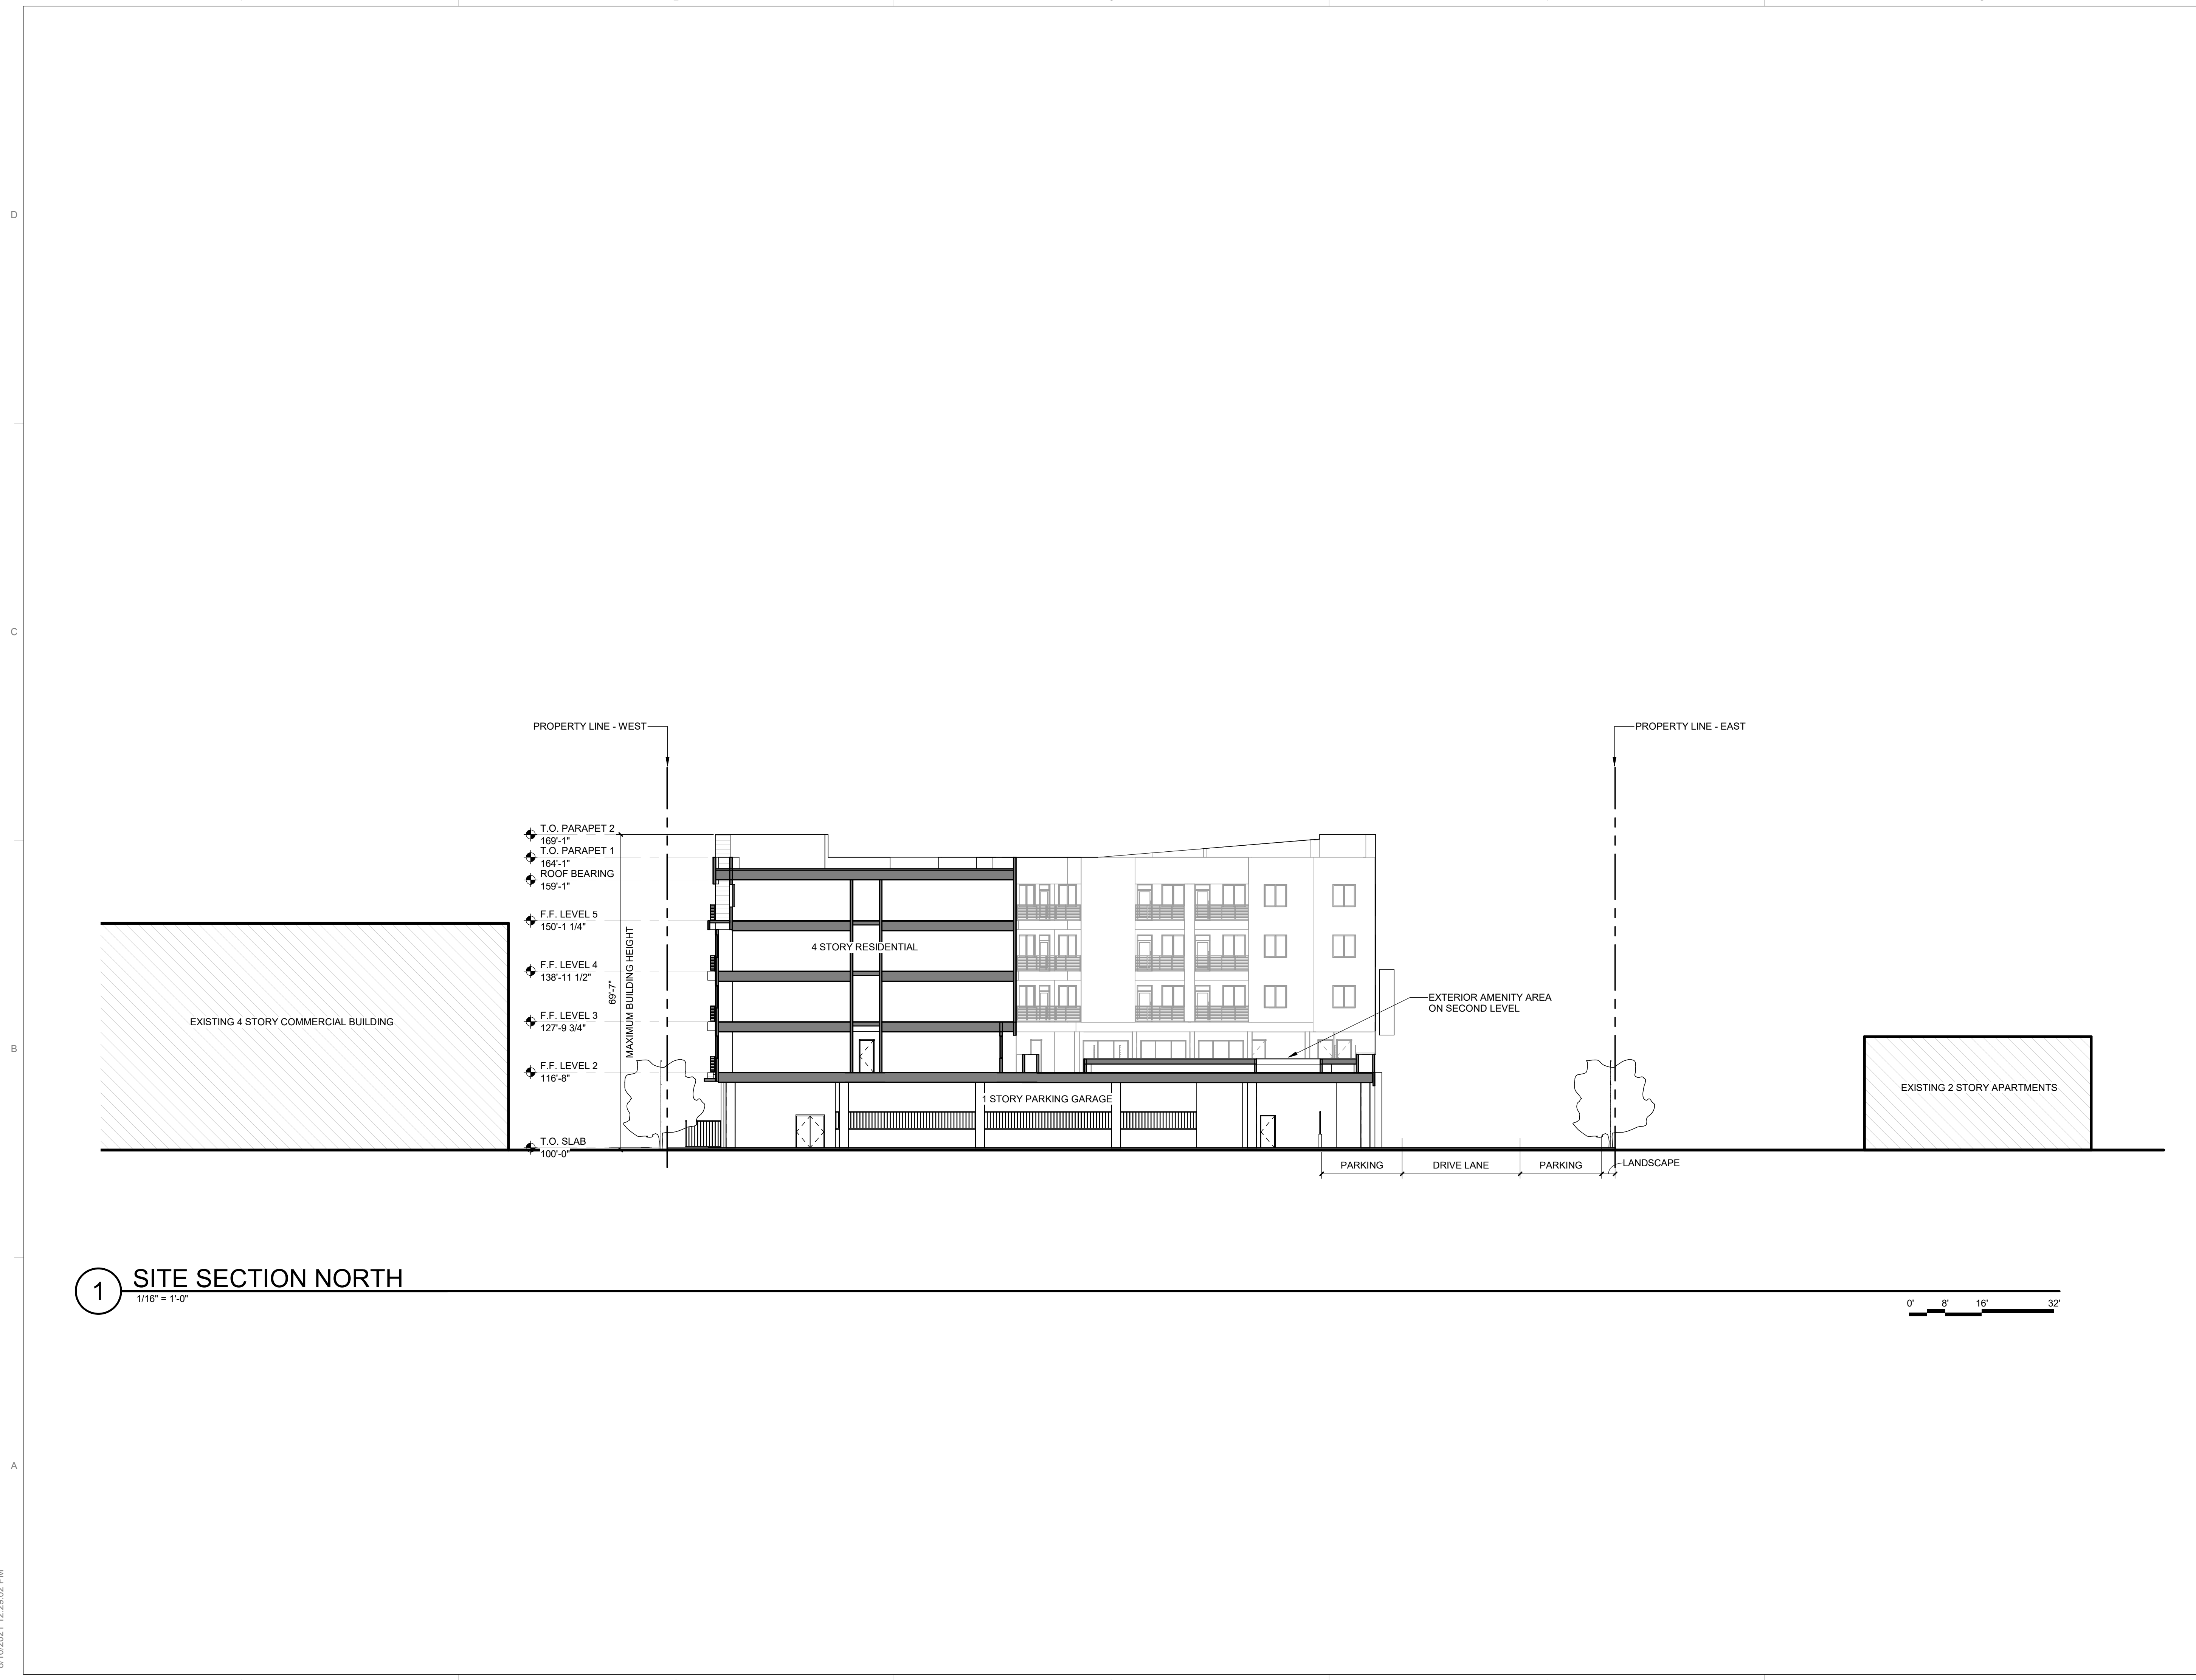 D
C
B
A
PROPERTY LINE - WEST
PROPERTY LINE - EAST
T.O. PARAPET 2
169'-1"
T.O. PARAPET 1
164'-1"
ROOF BEARING
159'-1"
F.F. LEVEL 5
150'-1 1/4"
F.F. LEVEL 4
138'-11 1/2"
F.F. LEVEL 3
127'-9 3/4"
F.F. LEVEL 2
116'-8"
T.O. SLAB
100'-0"
69'-7"
MAXIMUM BUILDING HEIGHT
4 STORY RESIDENTIAL
EXTERIOR AMENITY AREA
ON SECOND LEVEL
EXISTING 4 STORY COMMERCIAL BUILDING
1 STORY PARKING GARAGE
EXISTING 2 STORY APARTMENTS
PARKING
DRIVE LANE
PARKING
LANDSCAPE
1
SITE SECTION NORTH
1/16" = 1'-0"
0' 8' 16' 32'